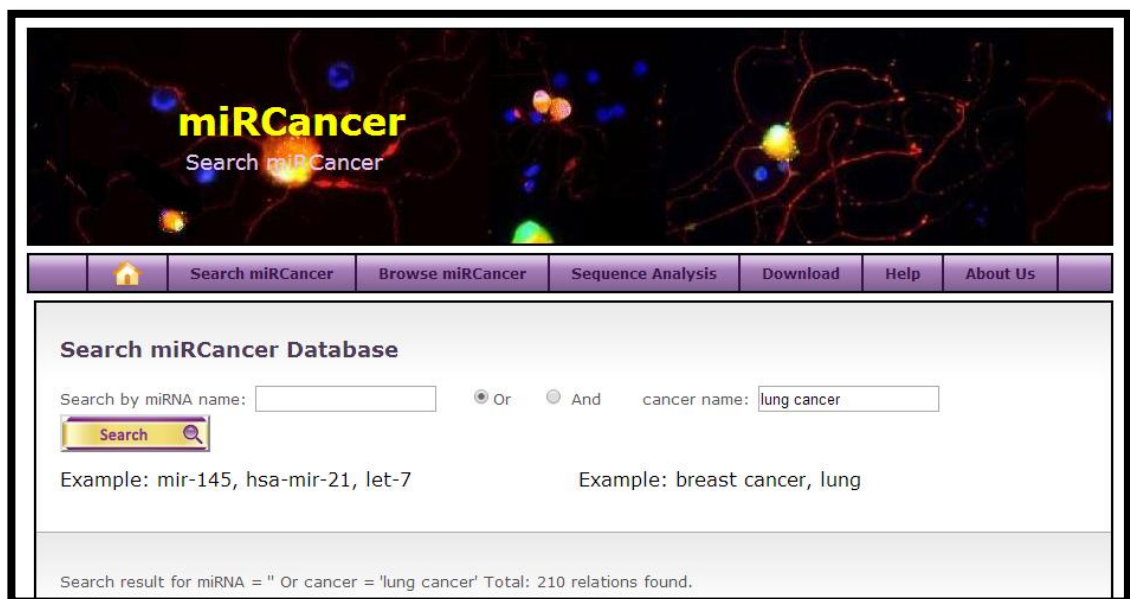 miRCancer
Search miRCancer
Search miRCancer Browse miRCancer Sequence Analysis Download Help About Us
Search miRCancer Database
Search by miRNA name: Or And cancer name: lung cancer
Search
Example: mir-145, hsa-mir-21, let-7 Example: breast cancer, lung
Search result for miRNA = '' Or cancer = 'lung cancer' Total: 210 relations found.